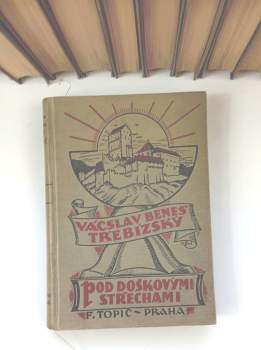 VÁCSLAV BENEŠ
TŘEBÍZSKÝ
POD DOŠKOVÝMI
STŘECHAMI
F. TOPIČ - PRAHA